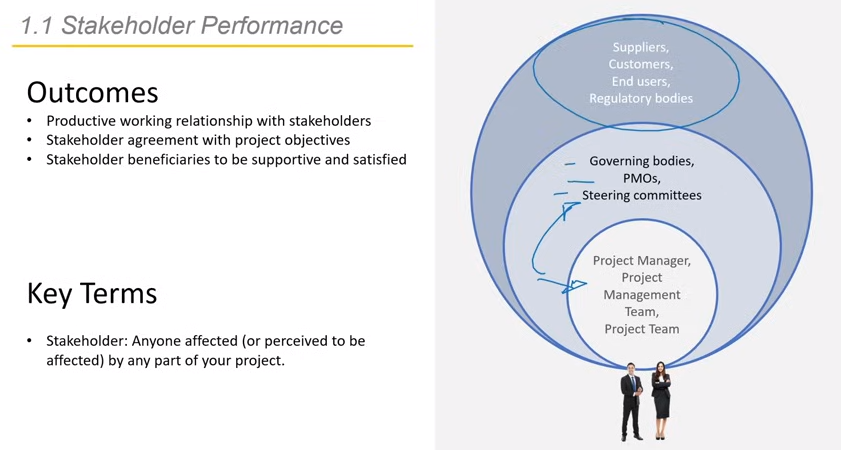 1.1 Stakeholder Performance
Outcomes
• Productive working relationship with stakeholders
• Stakeholder agreement with project objectives
• Stakeholder beneficiaries to be supportive and satisfied
Key Terms
• Stakeholder: Anyone affected (or perceived to be
affected) by any part of your project.
Suppliers,
Customers,
End users,
Regulatory bodies
Governing bodies,
PMOs,
Steering committees
Project Manager,
Project
Management
Team,
Project Team